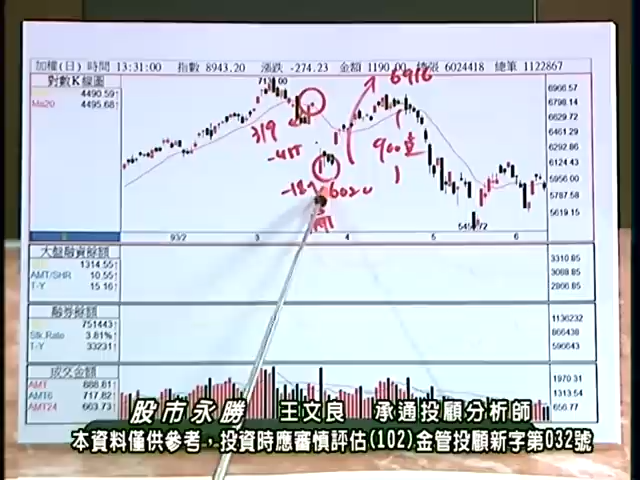 加權(日) 時間 13:31:00 指數 8943.20 漲跌 -274.23 金額 1190.00 總張 6024418 總筆 1122867
對數K線圖
4490.59↑
Ma20 4495.68↑
6966.57
6798.14
6629.72
6461.29
6292.86
6124.43
5956.00
5787.58
5619.15
6916
319
900點
6020
93/2 3 4 5 6
大盤融資餘額
1314.55↑
AMT/SHR 10.55↑
T-Y 15.16↑
3310.85
3088.85
2866.85
融券餘額
751443↑
Stk.Ratio 3.81%↑
T-Y 33231↑
1136232
866438
596643
成交金額
AMT 888.81↑
AMT6 717.82↑
AMT24 663.73↑
1970.31
1313.54
656.77
股市永勝 王文良 承通投顧分析師
本資料僅供參考，投資時應審慎評估(102)金管投顧新字第032號